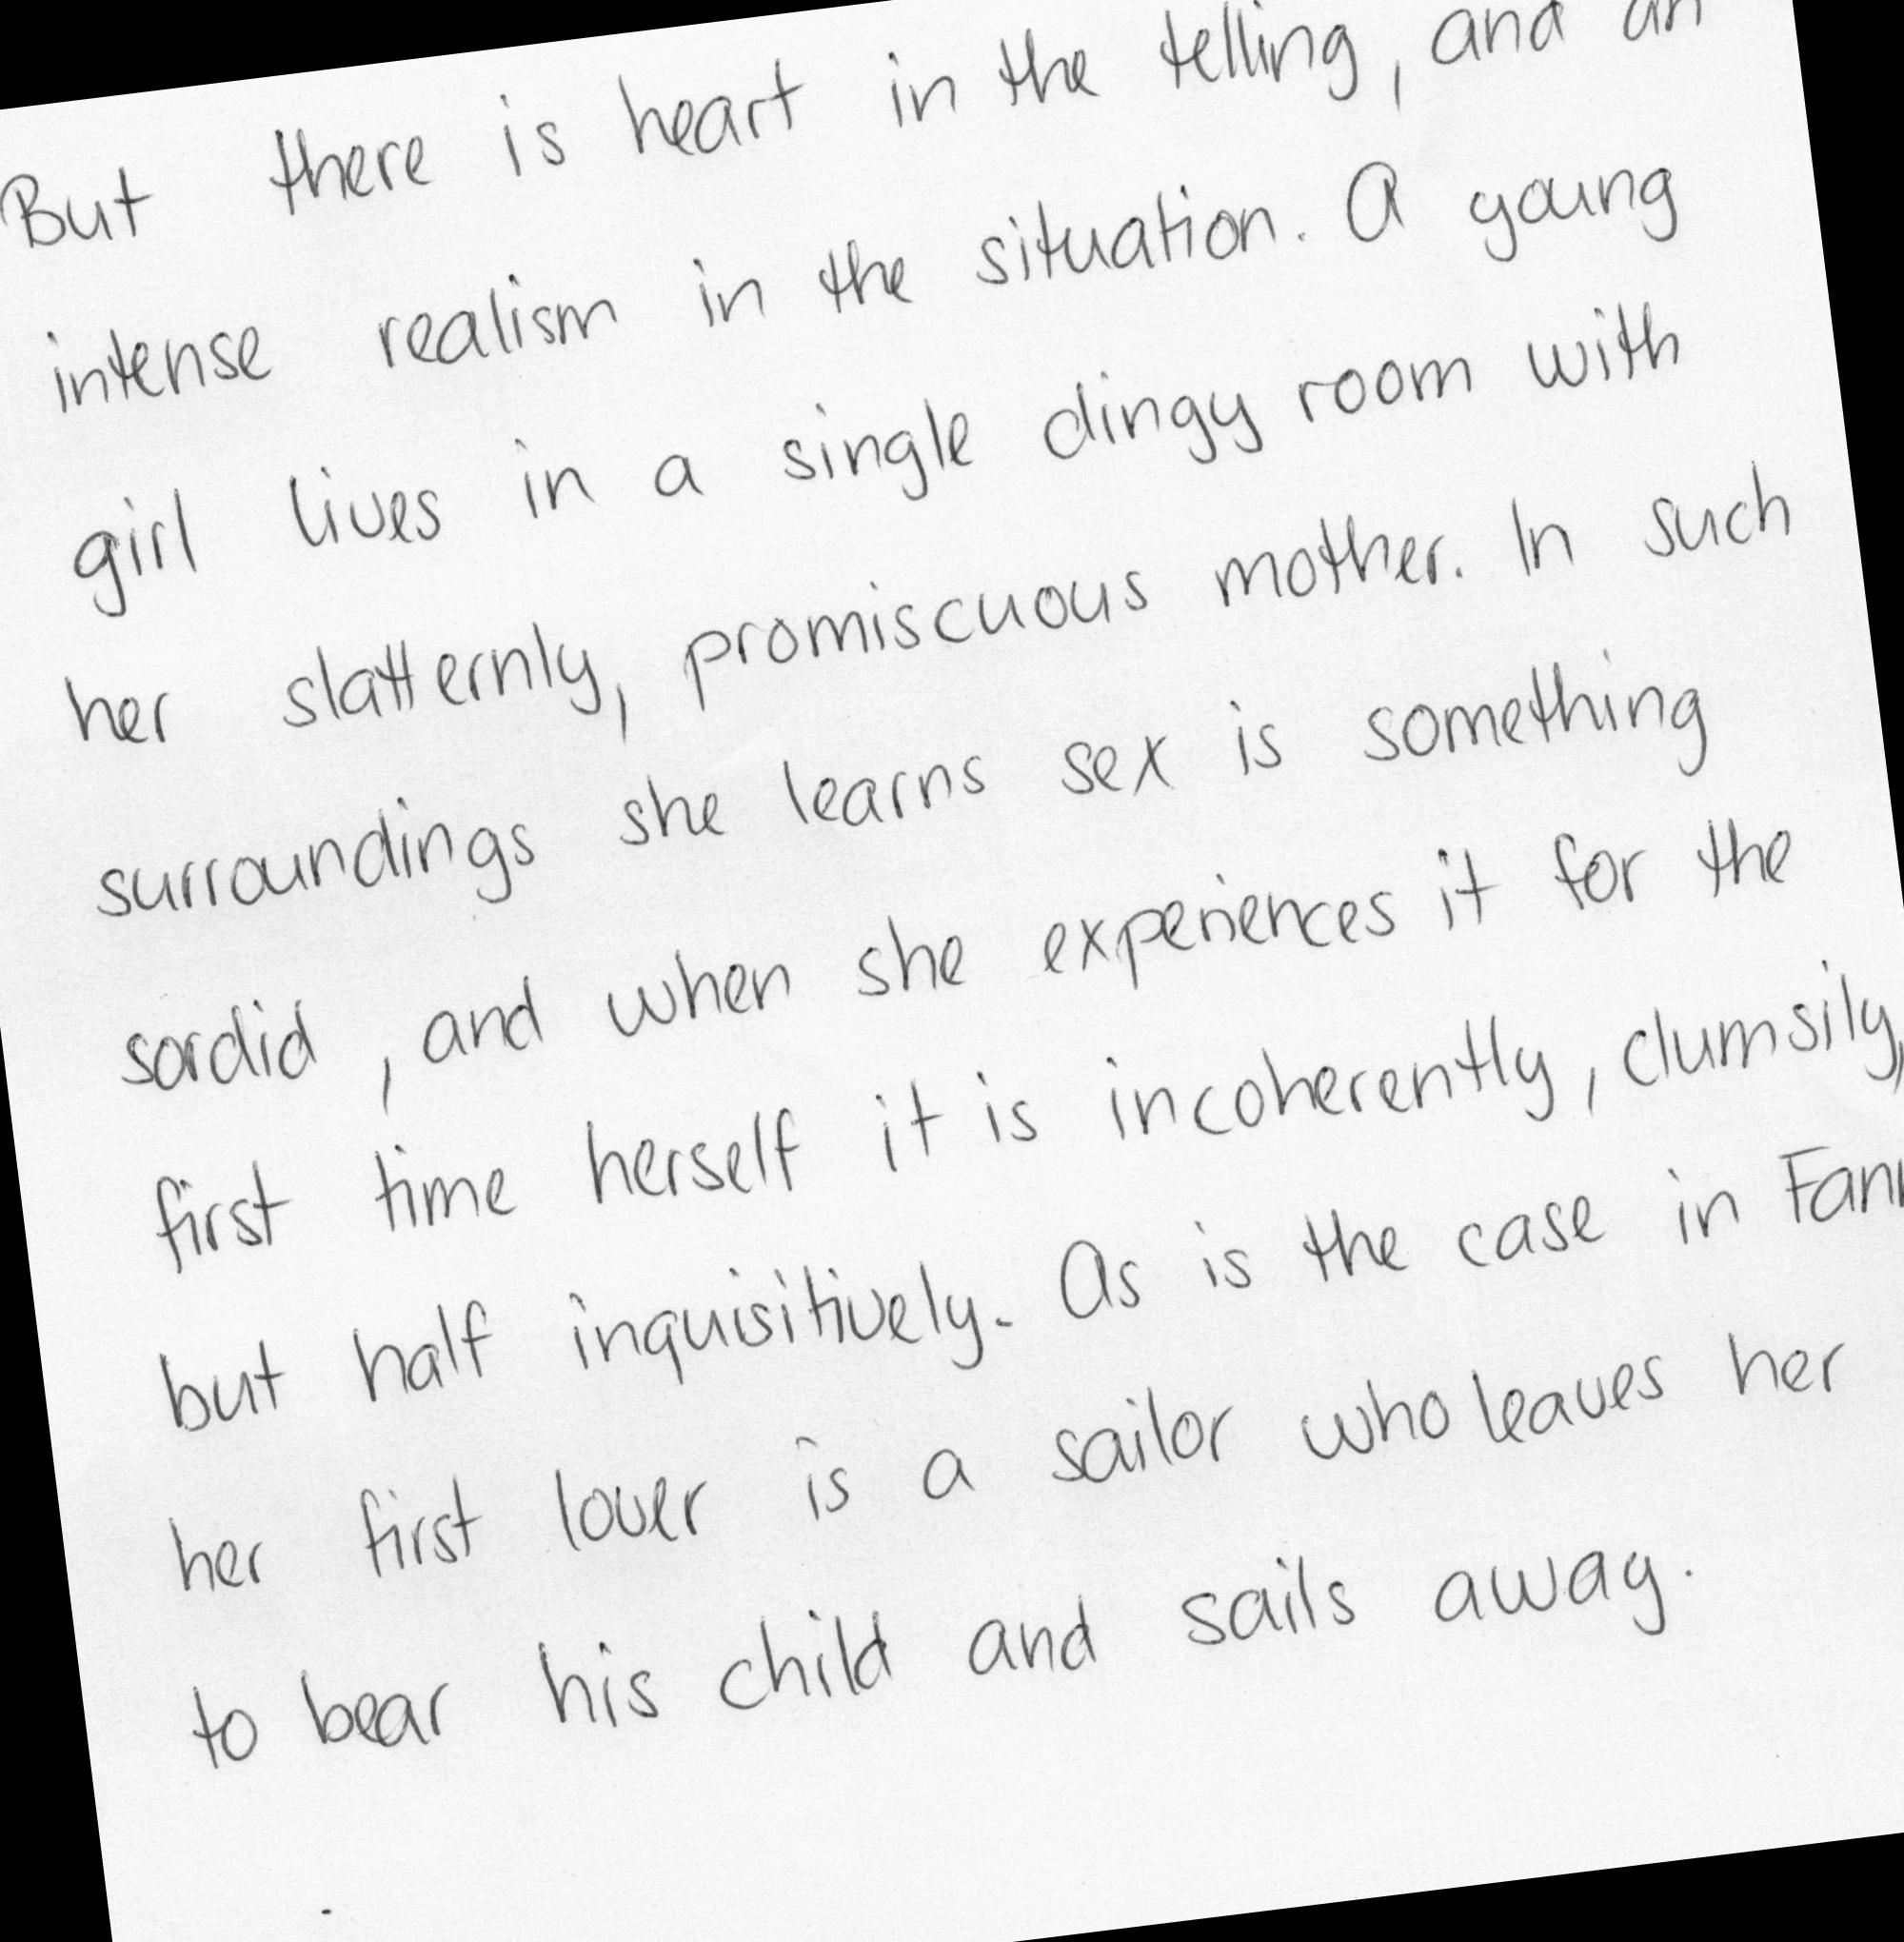 But there is heart in the telling, and an
intense realism in the situation. A young
girl lives in a single dingy room with
her slatternly, promiscuous mother. In such
surroundings she learns sex is something
sordid, and when she experiences it for the
first time herself it is incoherently, clumsily,
but half inquisitively. As is the case in
her first lover is a sailor who leaves her
to bear his child and sails away.